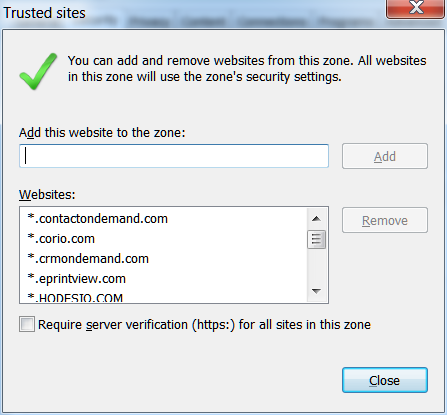 Trusted sites
You can add and remove websites from this zone. All websites
in this zone will use the zone's security settings.
Add this website to the zone:
Add
Websites:
*.contactondemand.com
*.corio.com
*.crmondemand.com
*.eprintview.com
*.HODESIO.COM
Remove
Require server verification (https:) for all sites in this zone
Close